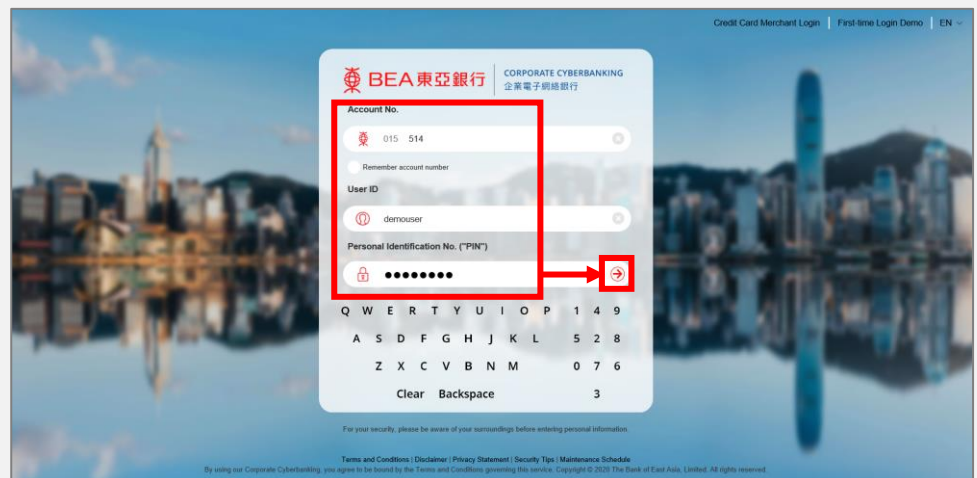 Credit Card Merchant Login | First-time Login Demo | EN
BEA東亞銀行 CORPORATE CYBERBANKING
企業電子網絡銀行
Account No.
015 514
Remember account number
User ID
demouser
Personal Identification No. ("PIN")
●●●●●●●●
Q W E R T Y U I O P 1 4 9
A S D F G H J K L 5 2 8
Z X C V B N M 0 7 6
Clear Backspace 3
For your security, please be aware of your surroundings before entering personal information.
Terms and Conditions | Disclaimer | Privacy Statement | Security Tips | Maintenance Schedule
By using our Corporate Cyberbanking, you agree to be bound by the Terms and Conditions governing this service. Copyright © 2020 The Bank of East Asia, Limited. All rights reserved.